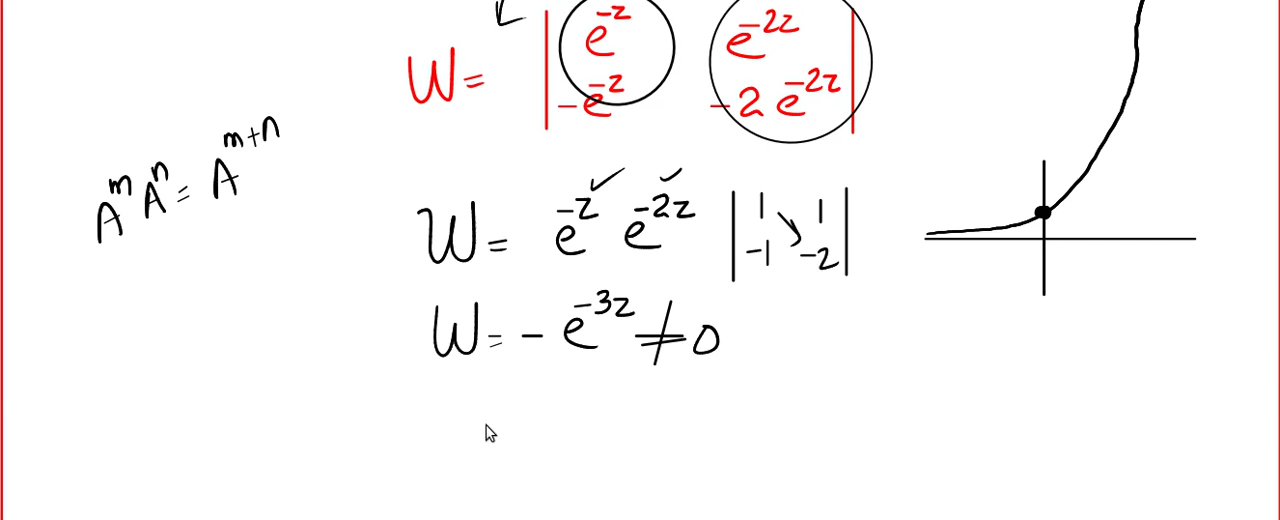 W = | e^{-z} e^{-2z} |
| -e^{-z} -2e^{-2z} |
A^m A^n = A^{m+n}
W = e^{-z} e^{-2z} | 1 1 |
| -1 -2 |
W = -e^{-3z} ≠ 0